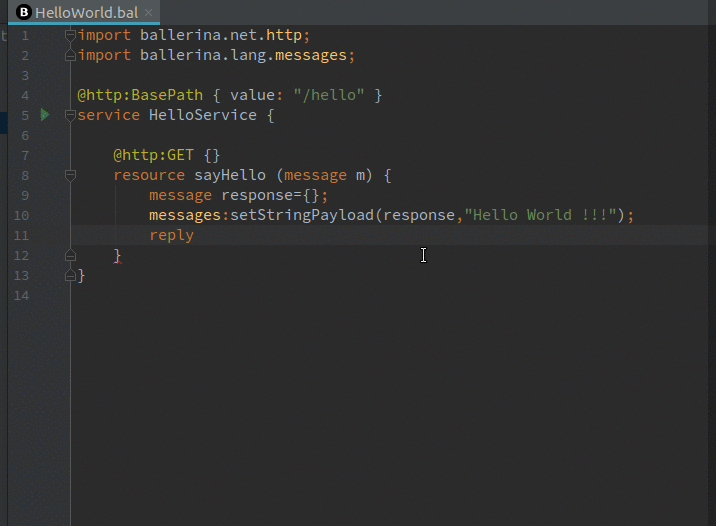 B HelloWorld.bal ×
t
1 import ballerina.net.http;
2 import ballerina.lang.messages;
3
4 @http:BasePath { value: "/hello" }
5 service HelloService {
6
7     @http:GET {}
8     resource sayHello (message m) {
9         message response={};
10         messages:setStringPayload(response,"Hello World !!!");
11         reply
12     }
13 }
14